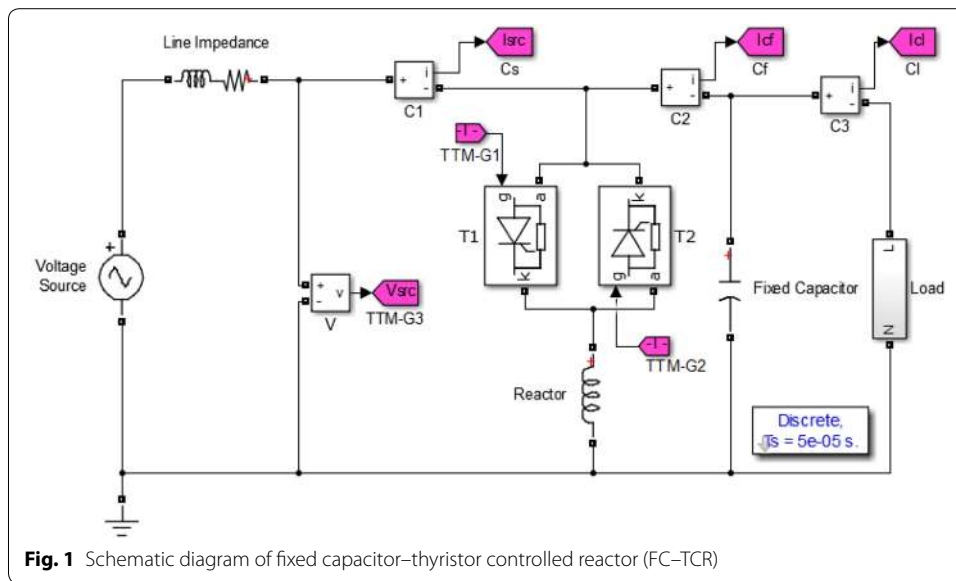 Line Impedance
Isrc
Cs
Icf
Cf
Icl
Cl
+
i
-
C1
+
i
-
C2
+
i
-
C3
-T-
TTM-G1
g
a
k
T1
k
g
a
T2
-T-
TTM-G2
Voltage
Source
+
+
-
v
V
Vsrc
TTM-G3
Reactor
+
+
Fixed Capacitor
L
N
Load
Discrete,
Ts = 5e-05 s.
Fig. 1 Schematic diagram of fixed capacitor–thyristor controlled reactor (FC–TCR)